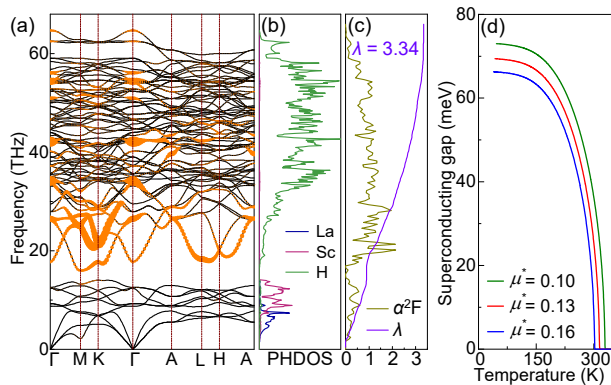 (a)
(b)
(c)
(d)
Frequency (THz)
60
40
20
0
Γ M K Γ A L H A
La
Sc
H
PHDOS
λ = 3.34
α²F
λ
0 1 2 3
Superconducting gap (meV)
80
60
40
20
0
μ* = 0.10
μ* = 0.13
μ* = 0.16
0 150 300
Temperature (K)